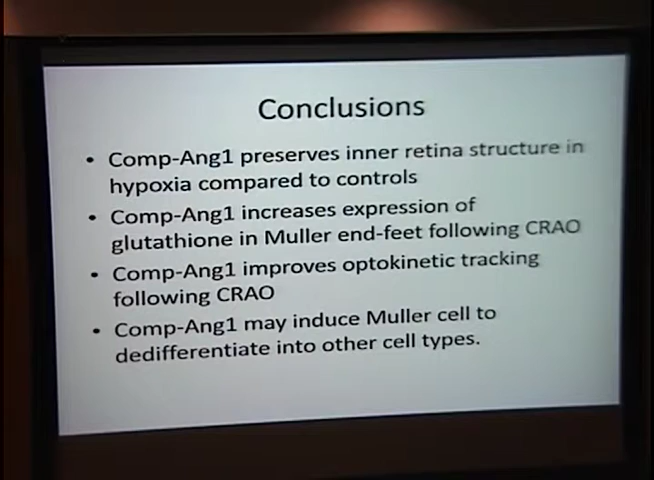 Conclusions
• Comp-Ang1 preserves inner retina structure in
hypoxia compared to controls
• Comp-Ang1 increases expression of
glutathione in Muller end-feet following CRAO
• Comp-Ang1 improves optokinetic tracking
following CRAO
• Comp-Ang1 may induce Muller cell to
dedifferentiate into other cell types.